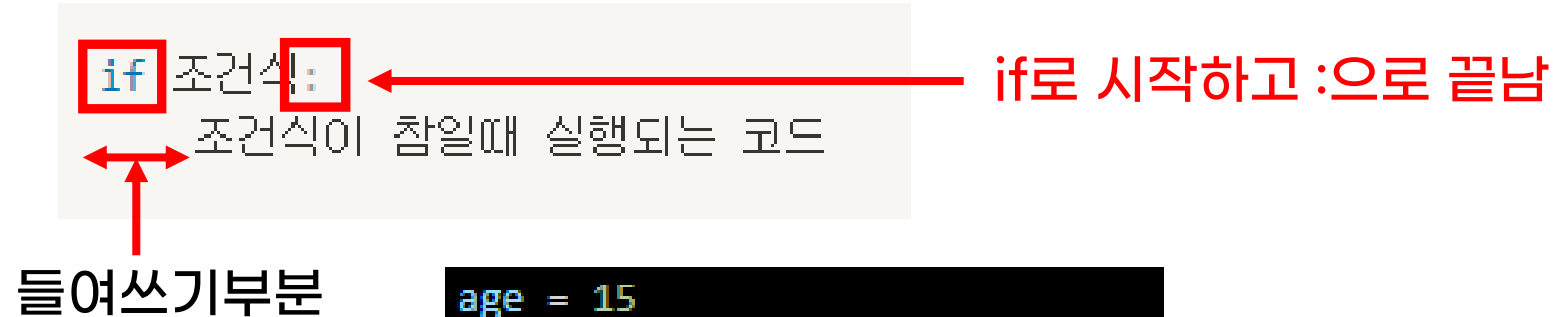 if 조건식:
if로 시작하고 :으로 끝남
조건식이 참일때 실행되는 코드
들여쓰기부분
age = 15